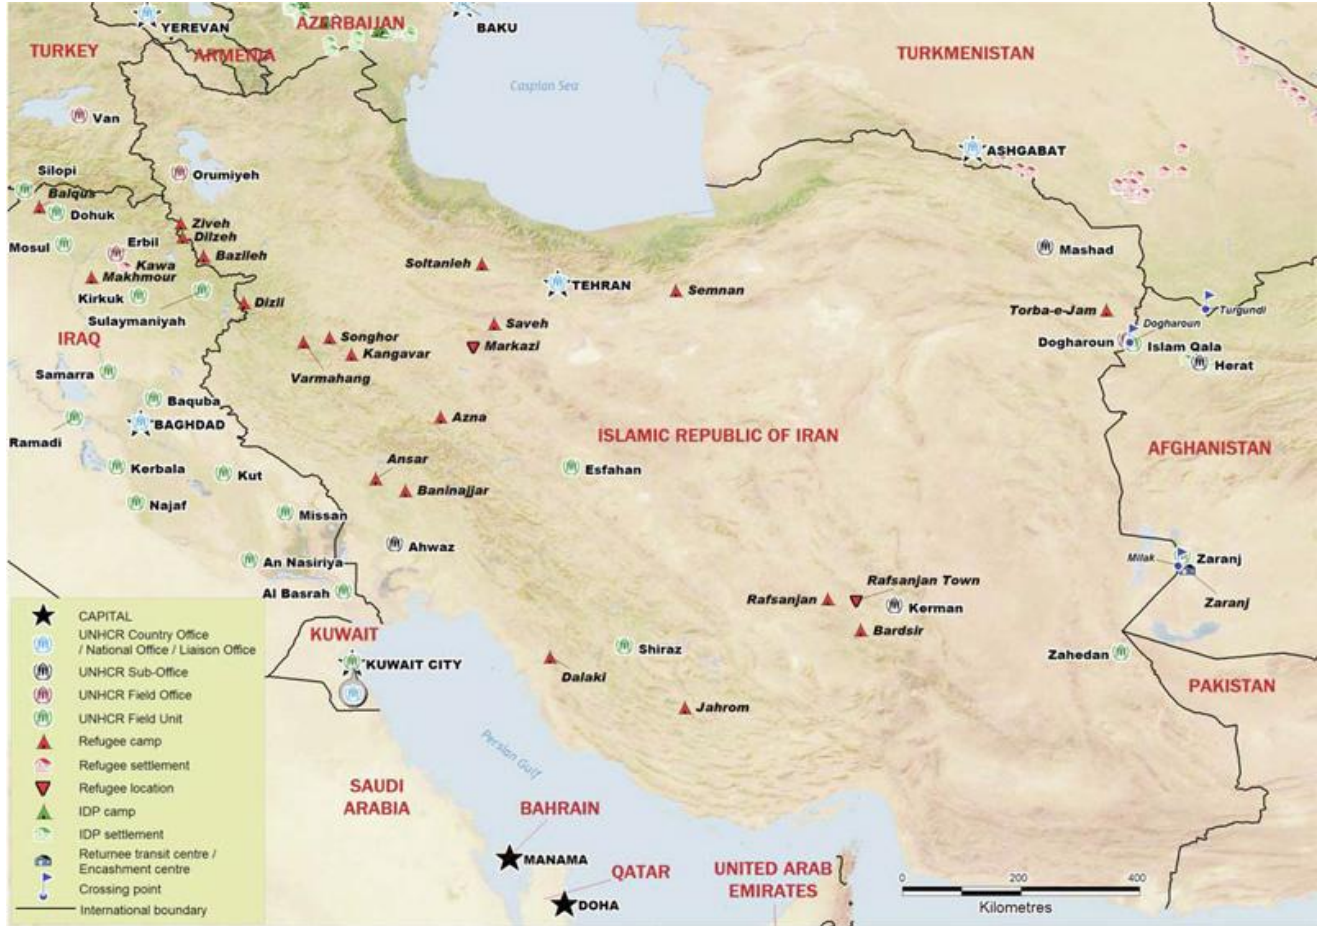 YEREVAN
AZERBAIJAN
BAKU
TURKEY
ARMENIA
TURKMENISTAN
Caspian Sea
Van
ASHGABAT
Silopi
Orumiyeh
Balqus
Dohuk
Ziveh
Dilzeh
Mosul
Erbil
Bazileh
Mashad
Kawa
Soltanieh
Makhmour
TEHRAN
Semnan
Kirkuk
Dizli
Torba-e-Jam
Turgundi
Sulaymaniyah
Saveh
Dogharoun
IRAQ
Songhor
Markazi
Dogharoun
Islam Qala
Kangavar
Herat
Samarra
Varmahang
Baquba
BAGHDAD
Azna
Ramadi
ISLAMIC REPUBLIC OF IRAN
AFGHANISTAN
Ansar
Kerbala
Kut
Esfahan
Baninajjar
Najaf
Missan
Ahwaz
An Nasiriya
Milak
Zaranj
Al Basrah
Rafsanjan Town
Rafsanjan
Kerman
Zaranj
Bardsir
KUWAIT
Shiraz
Zahedan
KUWAIT CITY
Dalaki
PAKISTAN
Jahrom
Persian Gulf
SAUDI
ARABIA
BAHRAIN
MANAMA
QATAR
UNITED ARAB
EMIRATES
DOHA
0 200 400
Kilometres
CAPITAL
UNHCR Country Office
/ National Office / Liaison Office
UNHCR Sub-Office
UNHCR Field Office
UNHCR Field Unit
Refugee camp
Refugee settlement
Refugee location
IDP camp
IDP settlement
Returnee transit centre /
Encashment centre
Crossing point
International boundary